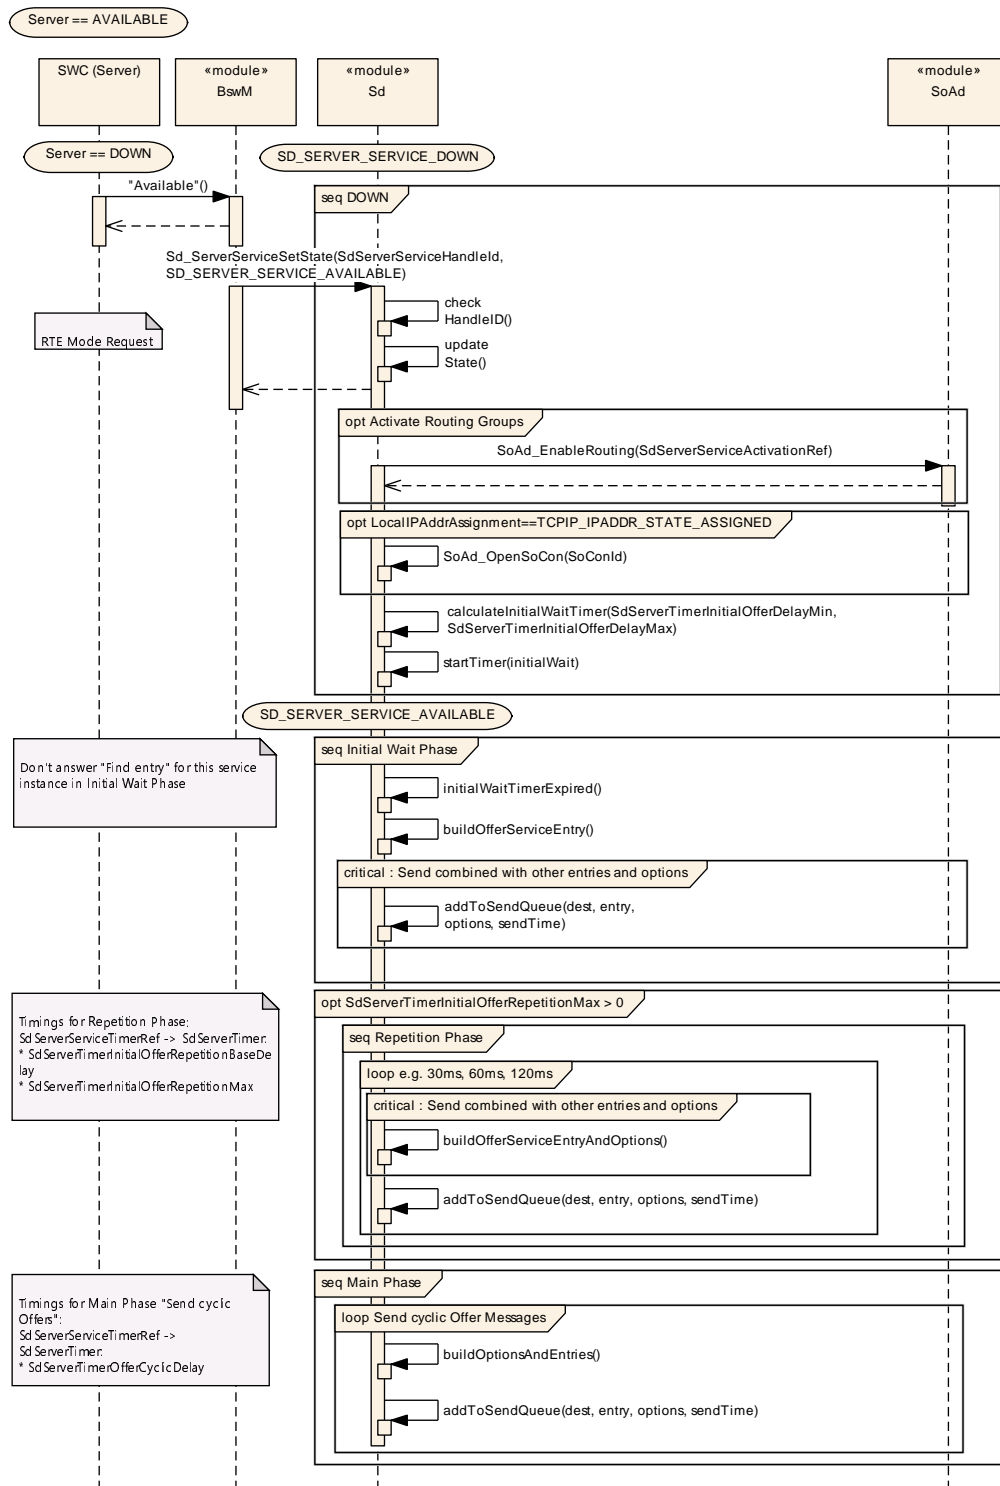 Server == AVAILABLE
SWC (Server)
«module»
BswM
«module»
Sd
«module»
SoAd
Server == DOWN
SD_SERVER_SERVICE_DOWN
"Available"()
seq DOWN
Sd_ServerServiceSetState(SdServerServiceHandleId,
SD_SERVER_SERVICE_AVAILABLE)
check
HandleID()
RTE Mode Request
update
State()
opt Activate Routing Groups
SoAd_EnableRouting(SdServerServiceActivationRef)
opt LocalIPAddrAssignment==TCPIP_IPADDR_STATE_ASSIGNED
SoAd_OpenSoCon(SoConId)
calculateInitialWaitTimer(SdServerTimerInitialOfferDelayMin,
SdServerTimerInitialOfferDelayMax)
startTimer(initialWait)
SD_SERVER_SERVICE_AVAILABLE
seq Initial Wait Phase
Don't answer "Find entry" for this service
instance in Initial Wait Phase
initialWaitTimerExpired()
buildOfferServiceEntry()
critical : Send combined with other entries and options
addToSendQueue(dest, entry,
options, sendTime)
opt SdServerTimerInitialOfferRepetitionMax > 0
Timings for Repetition Phase:
SdServerServiceTimerRef -> SdServerTimer:
* SdServerTimerInitialOfferRepetitionBaseDe
lay
* SdServerTimerInitialOfferRepetitionMax
seq Repetition Phase
loop e.g. 30ms, 60ms, 120ms
critical : Send combined with other entries and options
buildOfferServiceEntryAndOptions()
addToSendQueue(dest, entry, options, sendTime)
seq Main Phase
Timings for Main Phase "Send cyclic
Offers":
SdServerServiceTimerRef ->
SdServerTimer:
* SdServerTimerOfferCyclicDelay
loop Send cyclic Offer Messages
buildOptionsAndEntries()
addToSendQueue(dest, entry, options, sendTime)